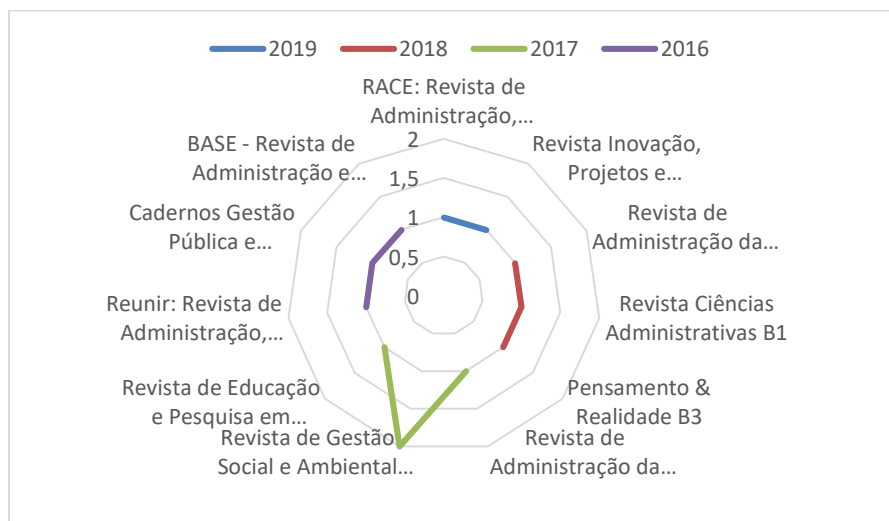 2019 2018 2017 2016
RACE: Revista de
Administração,...
Revista Inovação,
Projetos e...
Revista de
Administração da...
Revista Ciências
Administrativas B1
Pensamento &
Realidade B3
Revista de
Administração da...
Revista de Gestão
Social e Ambiental...
Revista de Educação
e Pesquisa em...
Reunir: Revista de
Administração,...
Cadernos Gestão
Pública e...
BASE - Revista de
Administração e...
2
1,5
1
0,5
0